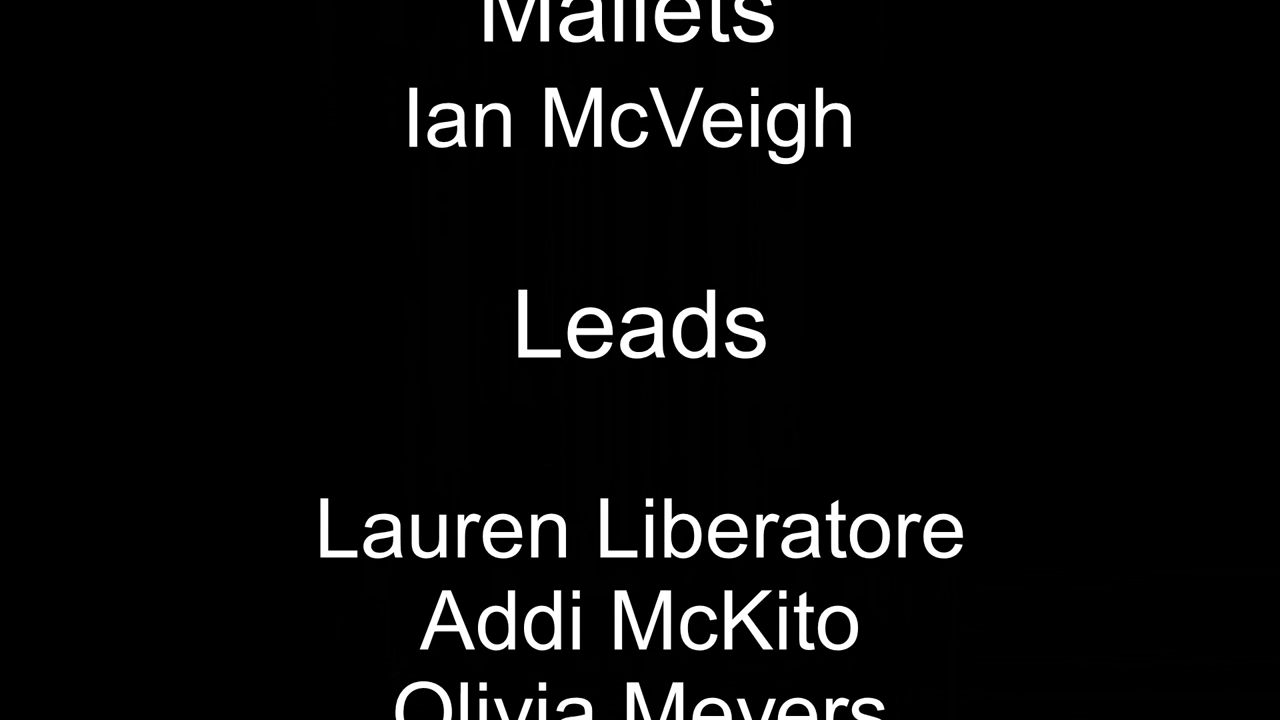 Mallets
Ian McVeigh
Leads
Lauren Liberatore
Addi McKito
Olivia Meyers